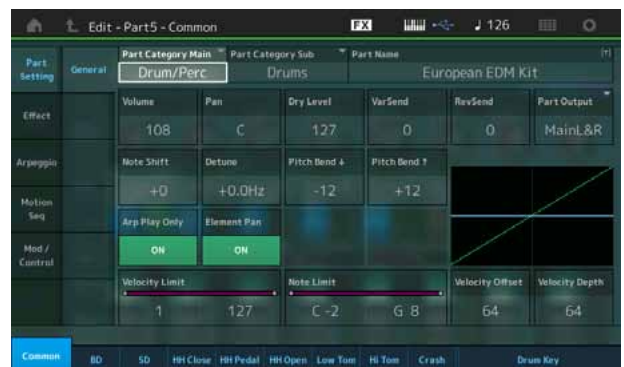 Edit - Part5 - Common
FX
126
Part Setting
General
Part Category Main
Drum/Perc
Part Category Sub
Drums
Part Name
European EDM Kit
Effect
Volume
108
Pan
C
Dry Level
127
VarSend
0
RevSend
0
Part Output
MainL&R
Arpeggio
Note Shift
+0
Detune
+0.0Hz
Pitch Bend ↓
-12
Pitch Bend ↑
+12
Motion Seq
Arp Play Only
ON
Element Pan
ON
Mod / Control
Velocity Limit
1 127
Note Limit
C -2 G 8
Velocity Offset
64
Velocity Depth
64
Common BD SD HH Close HH Pedal HH Open Low Tom Hi Tom Crash Drum Key